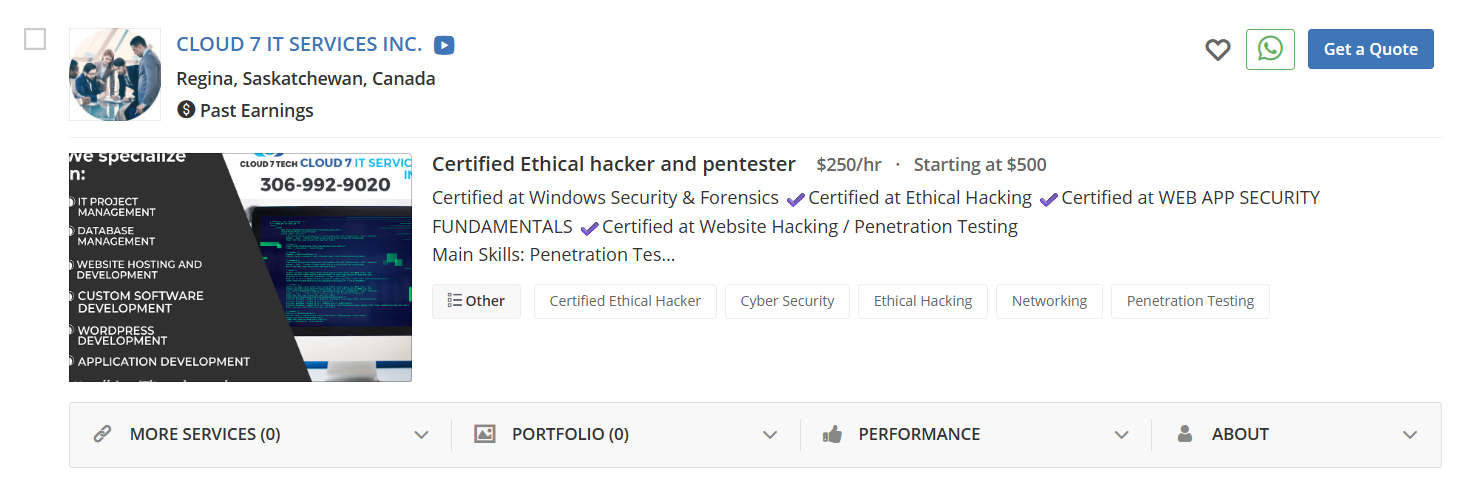 CLOUD 7 IT SERVICES INC.
Get a Quote
Regina, Saskatchewan, Canada
Past Earnings
We specialize
in:
IT PROJECT
MANAGEMENT
DATABASE
MANAGEMENT
WEBSITE HOSTING AND
DEVELOPMENT
CUSTOM SOFTWARE
DEVELOPMENT
WORDPRESS
DEVELOPMENT
APPLICATION DEVELOPMENT
CLOUD 7 TECH CLOUD 7 IT SERVIC
IN
306-992-9020
Certified Ethical hacker and pentester $250/hr · Starting at $500
Certified at Windows Security & Forensics ✔Certified at Ethical Hacking ✔Certified at WEB APP SECURITY
FUNDAMENTALS ✔Certified at Website Hacking / Penetration Testing
Main Skills: Penetration Tes...
Other Certified Ethical Hacker Cyber Security Ethical Hacking Networking Penetration Testing
MORE SERVICES (0) PORTFOLIO (0) PERFORMANCE ABOUT